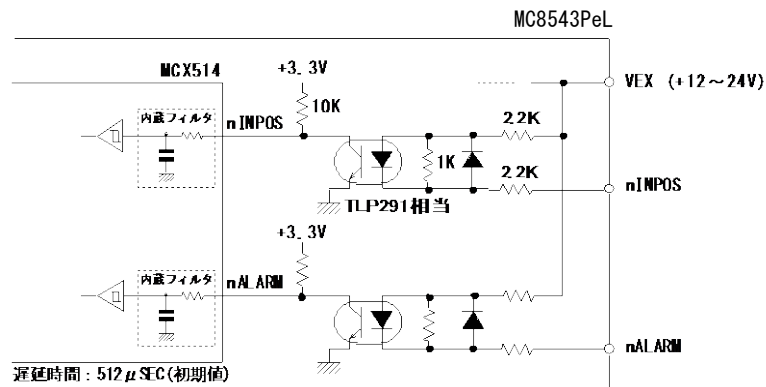 MC8543PeL
MCX514
+3.3V
VEX (+12～24V)
内蔵フィルタ
nINPOS
10K
2.2K
1K
2.2K
nINPOS
TLP291相当
+3.3V
内蔵フィルタ
nALARM
nALARM
遅延時間：512μSEC(初期値)